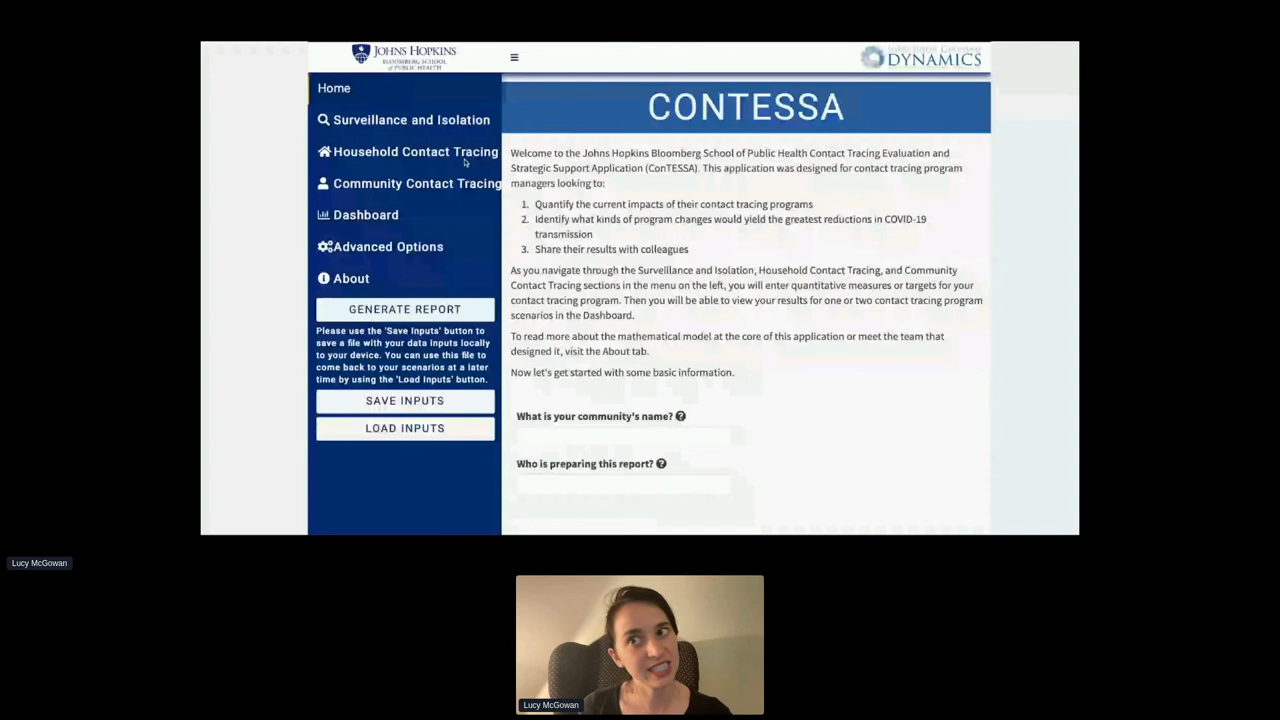 JOHNS HOPKINS
BLOOMBERG SCHOOL
of PUBLIC HEALTH
DYNAMICS
Home
Surveillance and Isolation
Household Contact Tracing
Community Contact Tracing
Dashboard
Advanced Options
About
GENERATE REPORT
Please use the 'Save Inputs' button to
save a file with your data inputs locally
to your device. You can use this file to
come back to your scenarios at a later
time by using the 'Load Inputs' button.
SAVE INPUTS
LOAD INPUTS
CONTESSA
Welcome to the Johns Hopkins Bloomberg School of Public Health Contact Tracing Evaluation and
Strategic Support Application (ConTESSA). This application was designed for contact tracing program
managers looking to:
1. Quantify the current impacts of their contact tracing programs
2. Identify what kinds of program changes would yield the greatest reductions in COVID-19
transmission
3. Share their results with colleagues
As you navigate through the Surveillance and Isolation, Household Contact Tracing, and Community
Contact Tracing sections in the menu on the left, you will enter quantitative measures or targets for your
contact tracing program. Then you will be able to view your results for one or two contact tracing program
scenarios in the Dashboard.
To read more about the mathematical model at the core of this application or meet the team that
designed it, visit the About tab.
Now let's get started with some basic information.
What is your community's name?
Who is preparing this report?
Lucy McGowan
Lucy McGowan